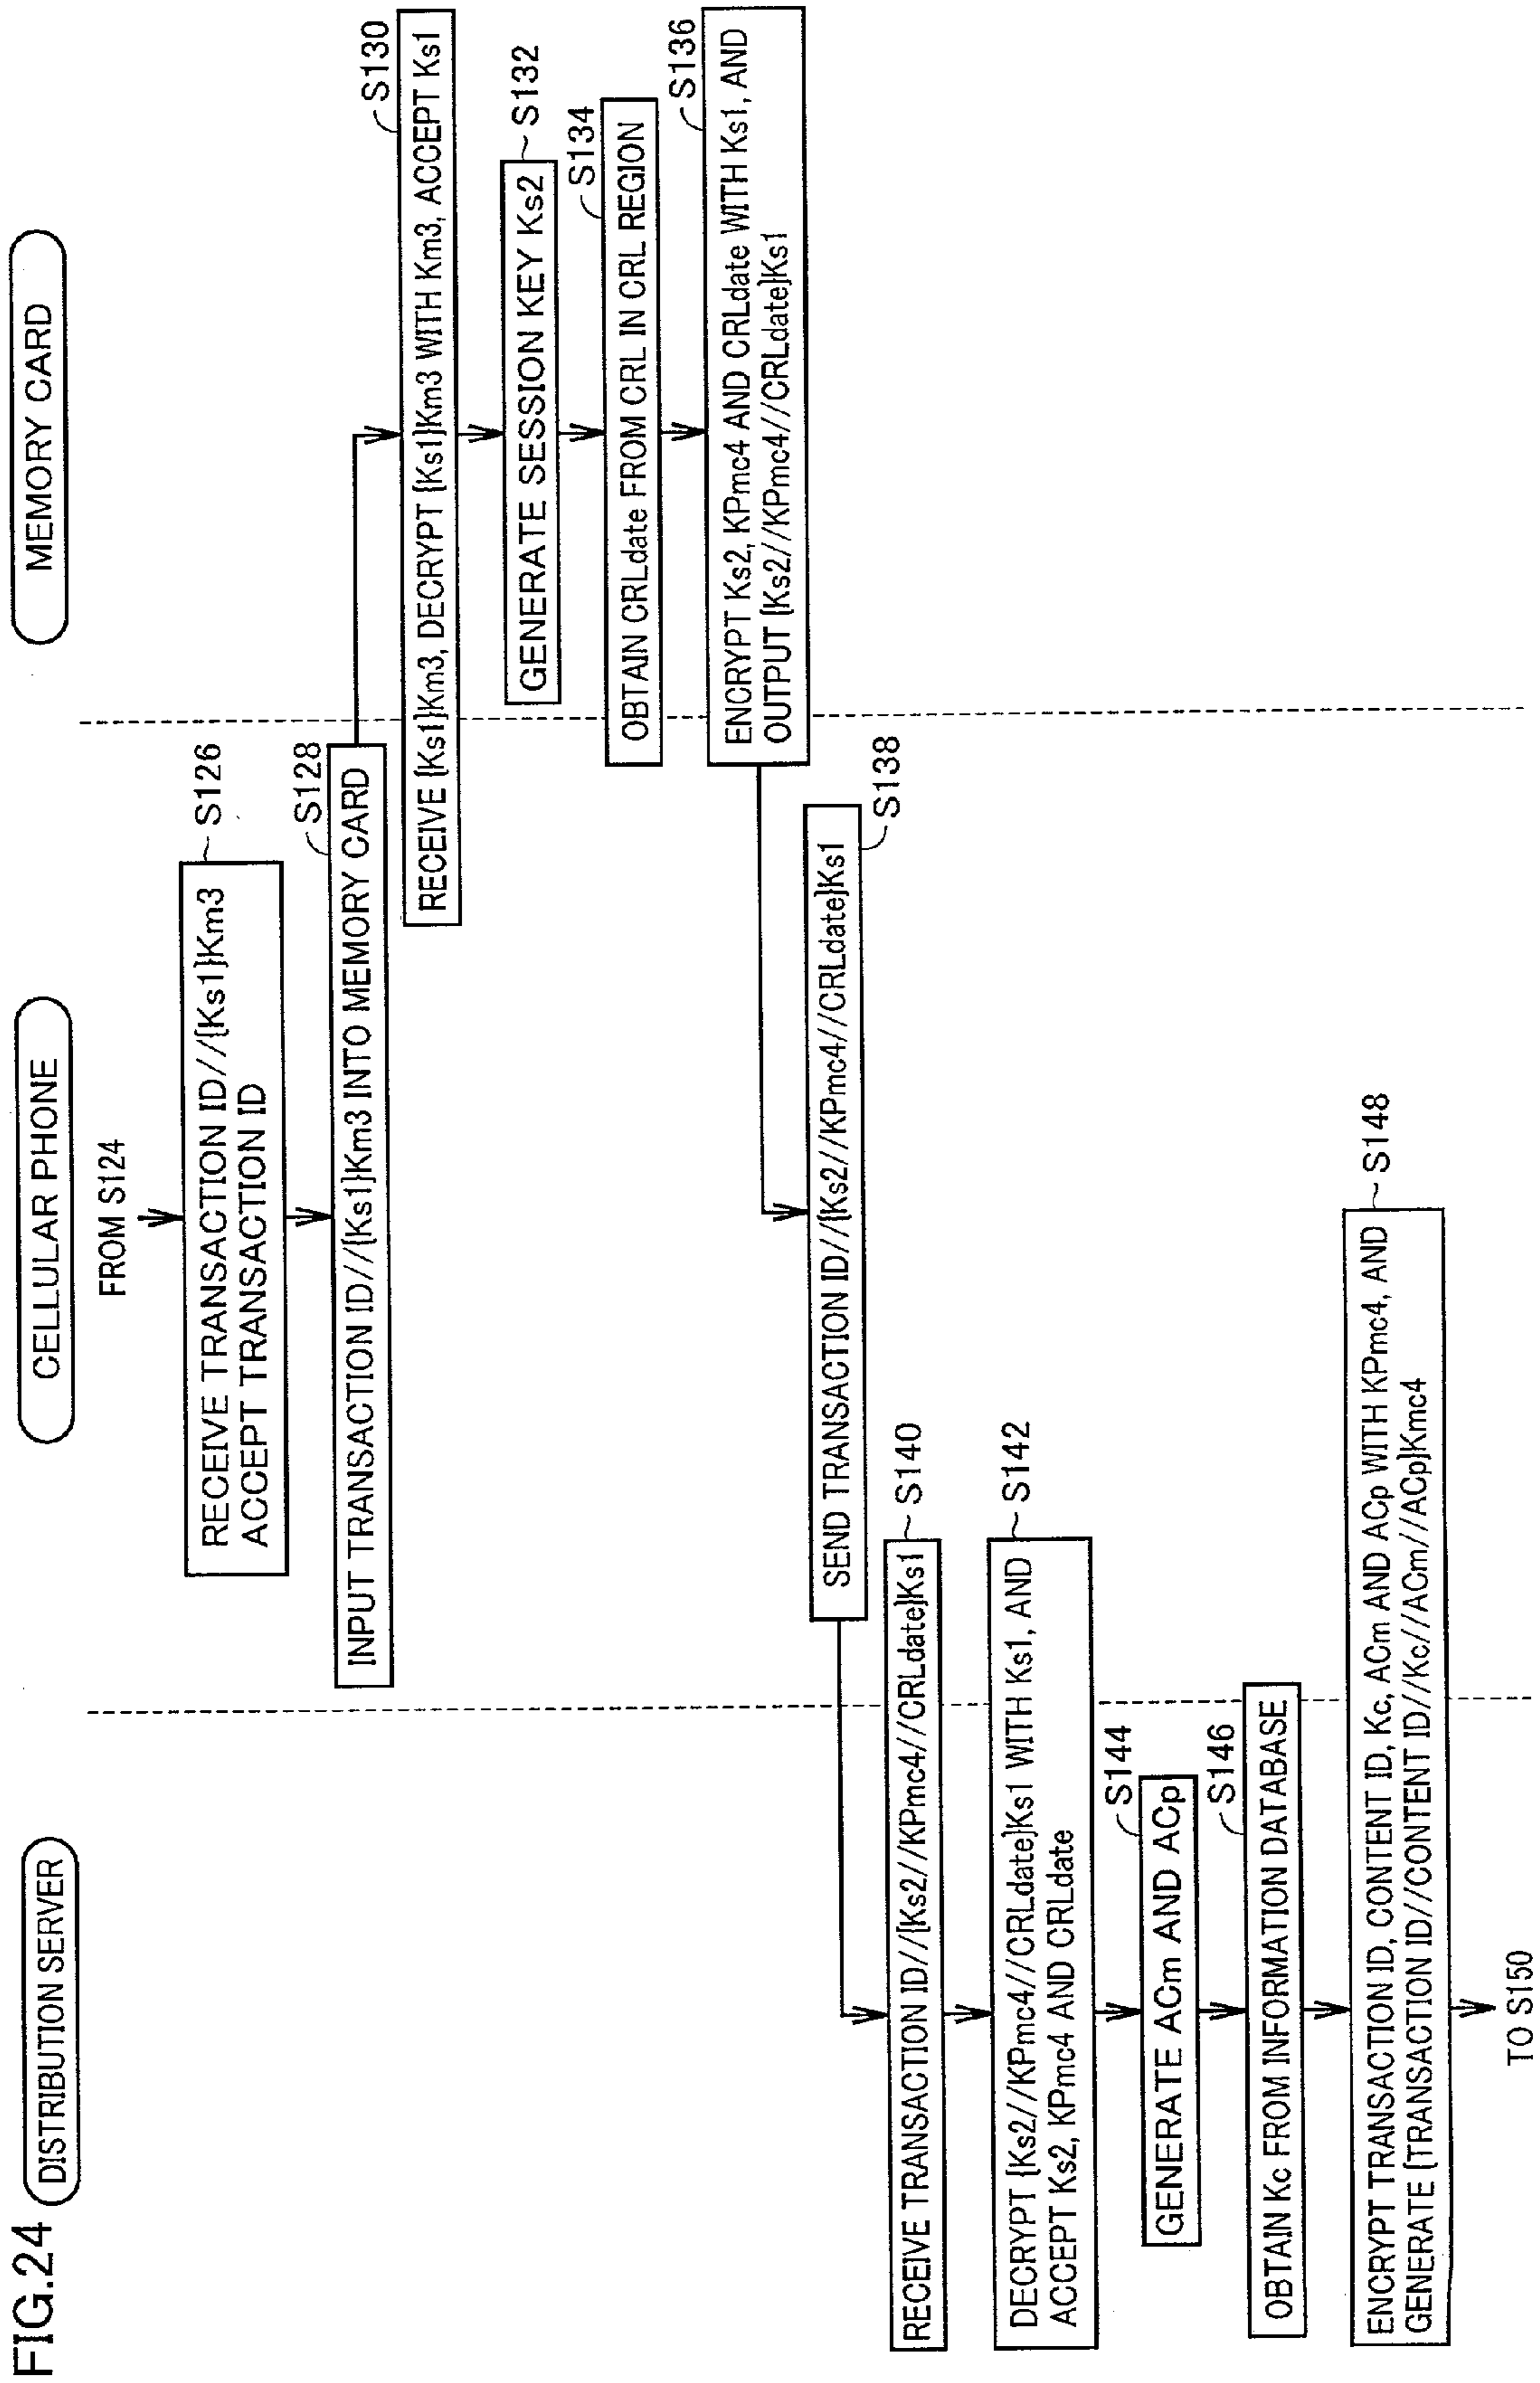 FIG.24
DISTRIBUTION SERVER
CELLULAR PHONE
MEMORY CARD
FROM S124
RECEIVE TRANSACTION ID//{Ks1}Km3
ACCEPT TRANSACTION ID
S126
INPUT TRANSACTION ID//{Ks1}Km3 INTO MEMORY CARD
S128
RECEIVE {Ks1}Km3, DECRYPT {Ks1}Km3 WITH Km3, ACCEPT Ks1
S130
GENERATE SESSION KEY Ks2
S132
OBTAIN CRLdate FROM CRL IN CRL REGION
S134
ENCRYPT Ks2, KPmc4 AND CRLdate WITH Ks1, AND
OUTPUT {Ks2//KPmc4//CRLdate}Ks1
S136
SEND TRANSACTION ID//{Ks2//KPmc4//CRLdate}Ks1
S138
RECEIVE TRANSACTION ID//{Ks2//KPmc4//CRLdate}Ks1
S140
DECRYPT {Ks2//KPmc4//CRLdate}Ks1 WITH Ks1, AND
ACCEPT Ks2, KPmc4 AND CRLdate
S142
GENERATE ACm AND ACp
S144
OBTAIN Kc FROM INFORMATION DATABASE
S146
ENCRYPT TRANSACTION ID, CONTENT ID, Kc, ACm AND ACp WITH KPmc4, AND
GENERATE {TRANSACTION ID//CONTENT ID//Kc//ACm//ACp}Kmc4
S148
TO S150